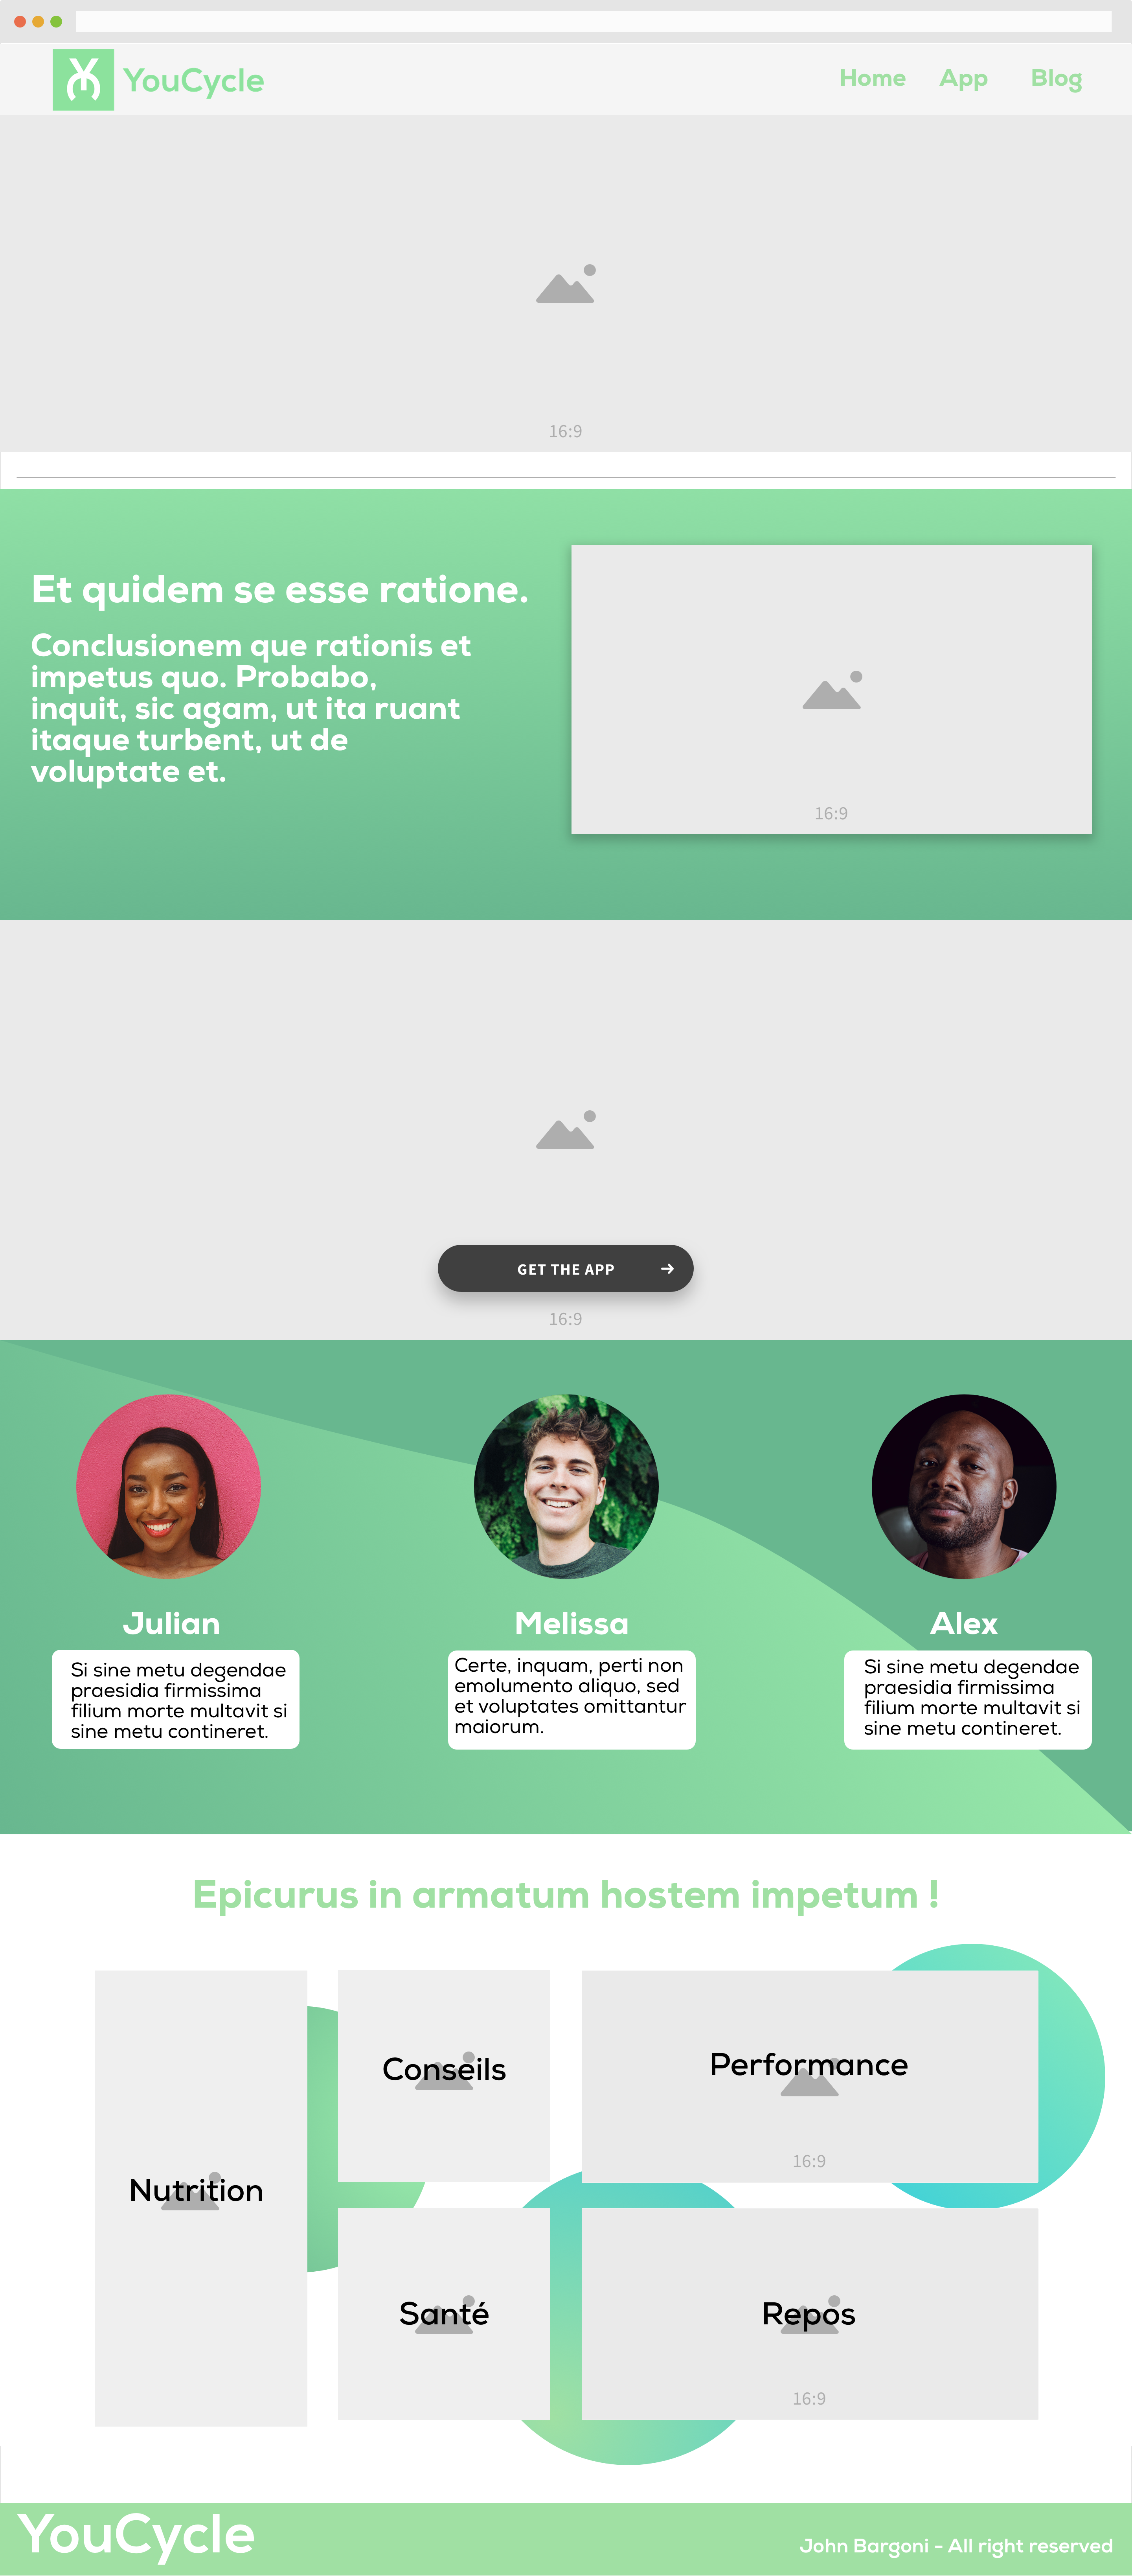 YouCycle
Home App Blog
16:9
Et quidem se esse ratione.
Conclusionem que rationis et
impetus quo. Probabo,
inquit, sic agam, ut ita ruant
itaque turbent, ut de
voluptate et.
16:9
GET THE APP
16:9
Julian
Si sine metu degendae
praesidia firmissima
filium morte multavit si
sine metu contineret.
Melissa
Certe, inquam, perti non
emolumento aliquo, sed
et voluptates omittantur
maiorum.
Alex
Si sine metu degendae
praesidia firmissima
filium morte multavit si
sine metu contineret.
Epicurus in armatum hostem impetum !
Nutrition
Conseils
Performance
16:9
Santé
Repos
16:9
YouCycle
John Bargoni - All right reserved